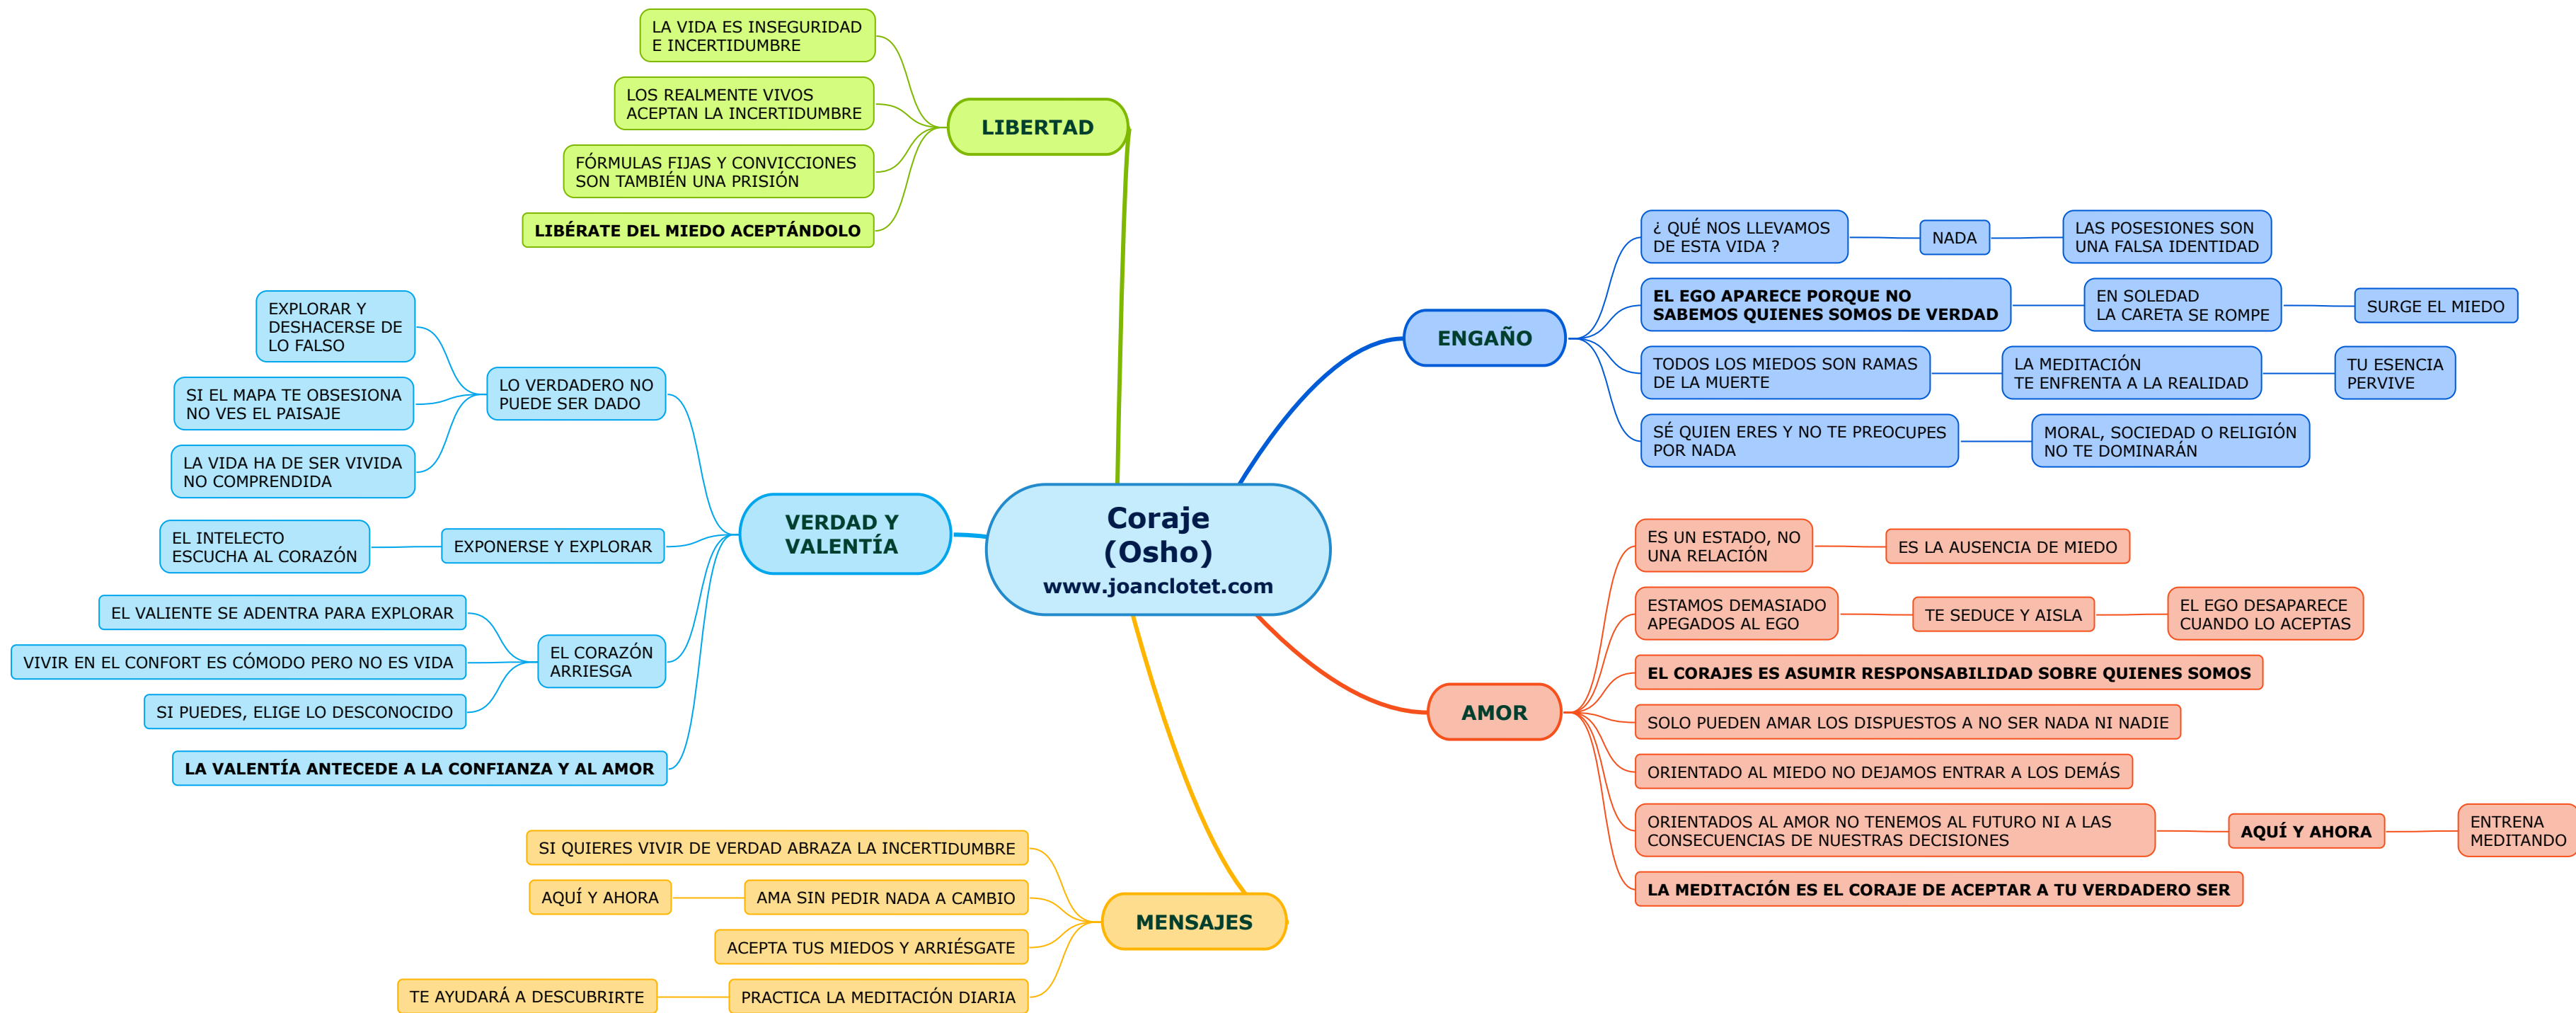 Coraje
(Osho)
www.joanclotet.com
LIBERTAD
LA VIDA ES INSEGURIDAD
E INCERTIDUMBRE
LOS REALMENTE VIVOS
ACEPTAN LA INCERTIDUMBRE
FÓRMULAS FIJAS Y CONVICCIONES
SON TAMBIÉN UNA PRISIÓN
LIBÉRATE DEL MIEDO ACEPTÁNDOLO
ENGAÑO
¿ QUÉ NOS LLEVAMOS
DE ESTA VIDA ?
NADA
LAS POSESIONES SON
UNA FALSA IDENTIDAD
EL EGO APARECE PORQUE NO
SABEMOS QUIENES SOMOS DE VERDAD
EN SOLEDAD
LA CARETA SE ROMPE
SURGE EL MIEDO
TODOS LOS MIEDOS SON RAMAS
DE LA MUERTE
LA MEDITACIÓN
TE ENFRENTA A LA REALIDAD
TU ESENCIA
PERVIVE
SÉ QUIEN ERES Y NO TE PREOCUPES
POR NADA
MORAL, SOCIEDAD O RELIGIÓN
NO TE DOMINARÁN
VERDAD Y
VALENTÍA
LO VERDADERO NO
PUEDE SER DADO
EXPLORAR Y
DESHACERSE DE
LO FALSO
SI EL MAPA TE OBSESIONA
NO VES EL PAISAJE
LA VIDA HA DE SER VIVIDA
NO COMPRENDIDA
EXPONERSE Y EXPLORAR
EL INTELECTO
ESCUCHA AL CORAZÓN
EL CORAZÓN
ARRIESGA
EL VALIENTE SE ADENTRA PARA EXPLORAR
VIVIR EN EL CONFORT ES CÓMODO PERO NO ES VIDA
SI PUEDES, ELIGE LO DESCONOCIDO
LA VALENTÍA ANTECEDE A LA CONFIANZA Y AL AMOR
AMOR
ES UN ESTADO, NO
UNA RELACIÓN
ES LA AUSENCIA DE MIEDO
ESTAMOS DEMASIADO
APEGADOS AL EGO
TE SEDUCE Y AISLA
EL EGO DESAPARECE
CUANDO LO ACEPTAS
EL CORAJES ES ASUMIR RESPONSABILIDAD SOBRE QUIENES SOMOS
SOLO PUEDEN AMAR LOS DISPUESTOS A NO SER NADA NI NADIE
ORIENTADO AL MIEDO NO DEJAMOS ENTRAR A LOS DEMÁS
ORIENTADOS AL AMOR NO TENEMOS AL FUTURO NI A LAS
CONSECUENCIAS DE NUESTRAS DECISIONES
AQUÍ Y AHORA
ENTRENA
MEDITANDO
LA MEDITACIÓN ES EL CORAJE DE ACEPTAR A TU VERDADERO SER
MENSAJES
SI QUIERES VIVIR DE VERDAD ABRAZA LA INCERTIDUMBRE
AMA SIN PEDIR NADA A CAMBIO
AQUÍ Y AHORA
ACEPTA TUS MIEDOS Y ARRIÉSGATE
PRACTICA LA MEDITACIÓN DIARIA
TE AYUDARÁ A DESCUBRIRTE